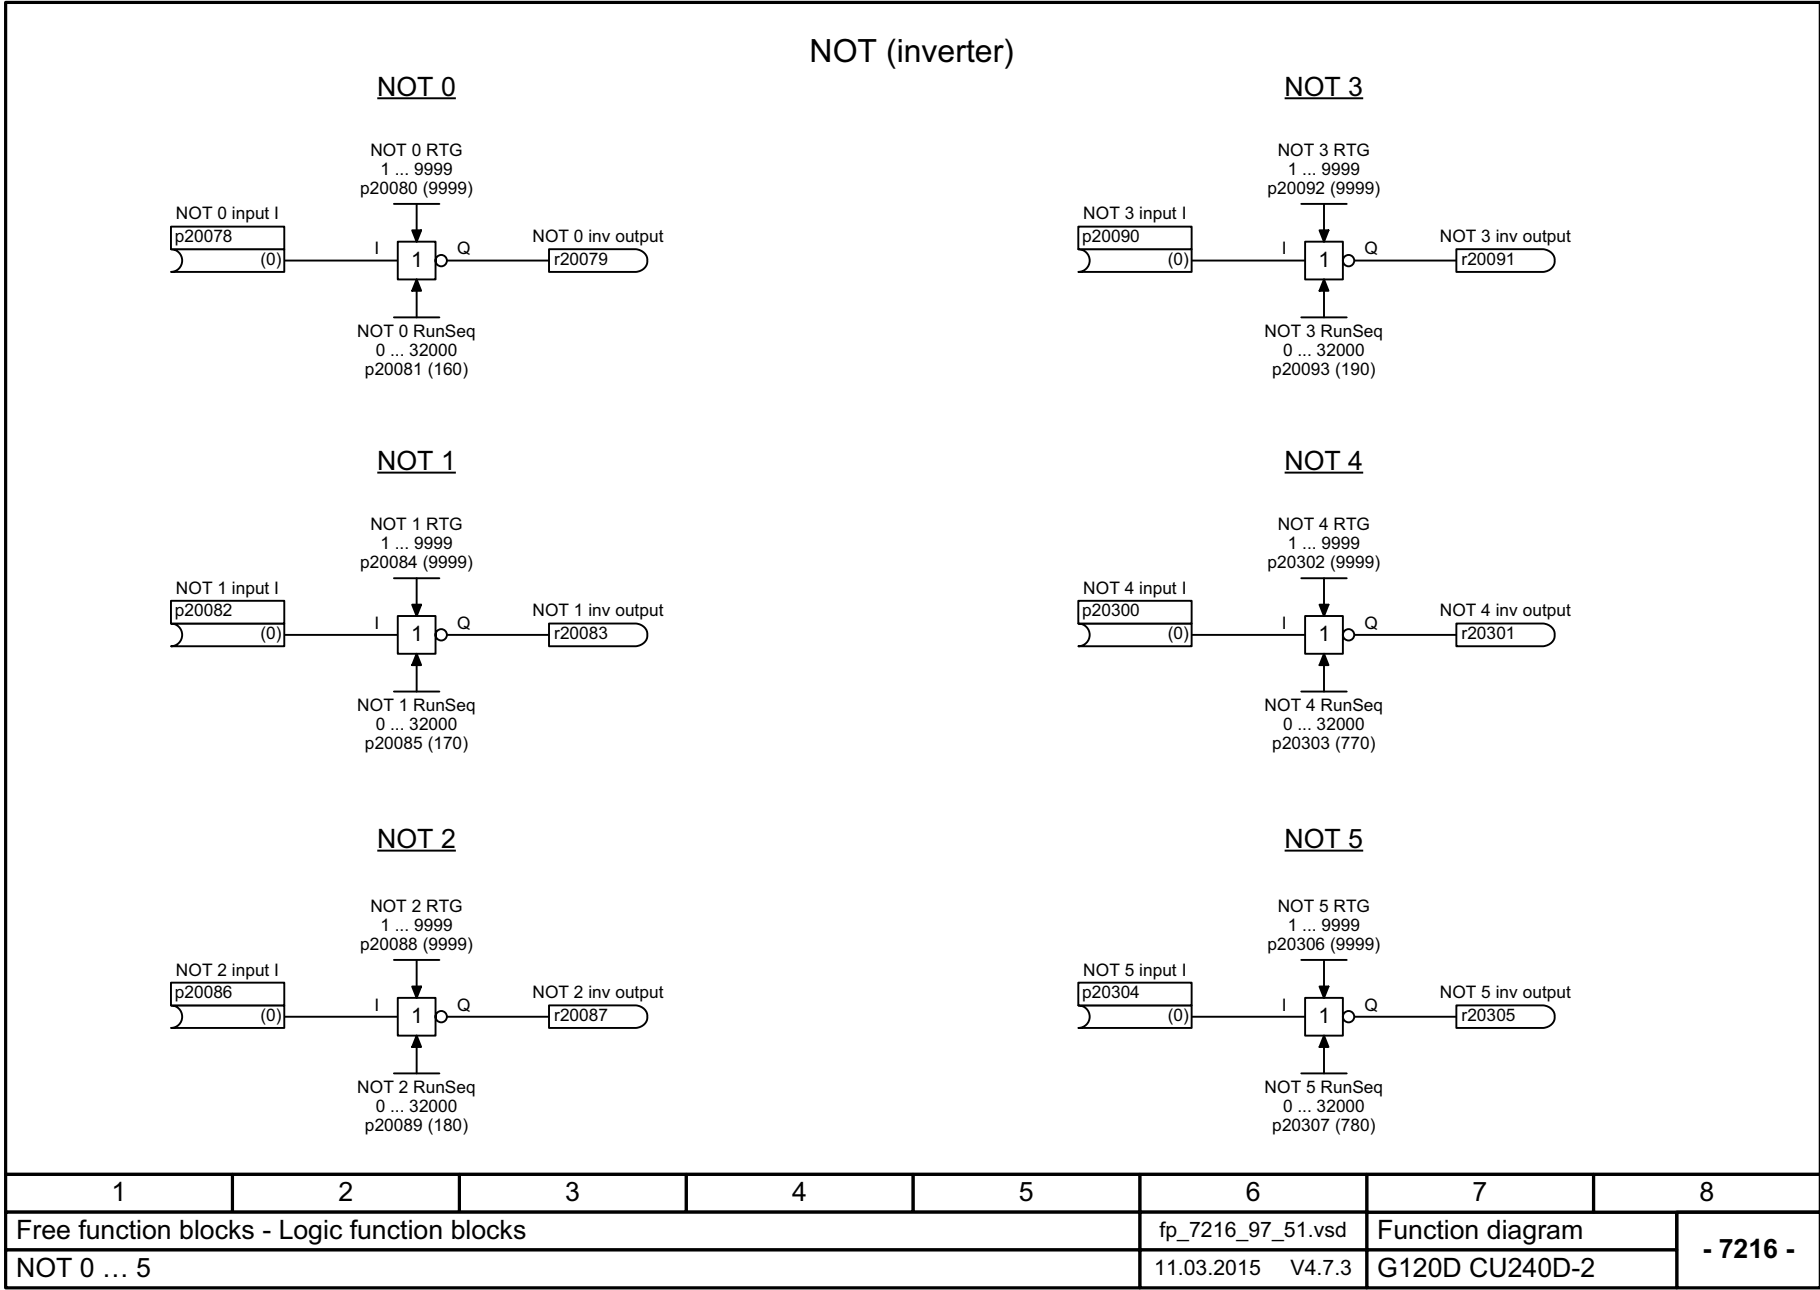 NOT (inverter)
NOT 0
NOT 0 RTG
1 ... 9999
p20080 (9999)
NOT 0 input I
p20078
(0)
I
1
Q
NOT 0 inv output
r20079
NOT 0 RunSeq
0 ... 32000
p20081 (160)
NOT 3
NOT 3 RTG
1 ... 9999
p20092 (9999)
NOT 3 input I
p20090
(0)
I
1
Q
NOT 3 inv output
r20091
NOT 3 RunSeq
0 ... 32000
p20093 (190)
NOT 1
NOT 1 RTG
1 ... 9999
p20084 (9999)
NOT 1 input I
p20082
(0)
I
1
Q
NOT 1 inv output
r20083
NOT 1 RunSeq
0 ... 32000
p20085 (170)
NOT 4
NOT 4 RTG
1 ... 9999
p20302 (9999)
NOT 4 input I
p20300
(0)
I
1
Q
NOT 4 inv output
r20301
NOT 4 RunSeq
0 ... 32000
p20303 (770)
NOT 2
NOT 2 RTG
1 ... 9999
p20088 (9999)
NOT 2 input I
p20086
(0)
I
1
Q
NOT 2 inv output
r20087
NOT 2 RunSeq
0 ... 32000
p20089 (180)
NOT 5
NOT 5 RTG
1 ... 9999
p20306 (9999)
NOT 5 input I
p20304
(0)
I
1
Q
NOT 5 inv output
r20305
NOT 5 RunSeq
0 ... 32000
p20307 (780)
1 2 3 4 5 6 7 8
Free function blocks - Logic function blocks
fp_7216_97_51.vsd
Function diagram
- 7216 -
NOT 0 … 5
11.03.2015 V4.7.3
G120D CU240D-2